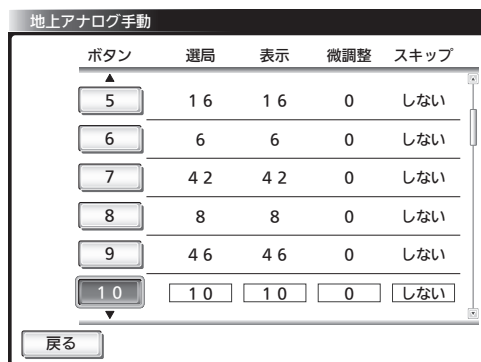 地上アナログ手動
ボタン 選局 表示 微調整 スキップ
5 16 16 0 しない
6 6 6 0 しない
7 42 42 0 しない
8 8 8 0 しない
9 46 46 0 しない
10 10 10 0 しない
戻る